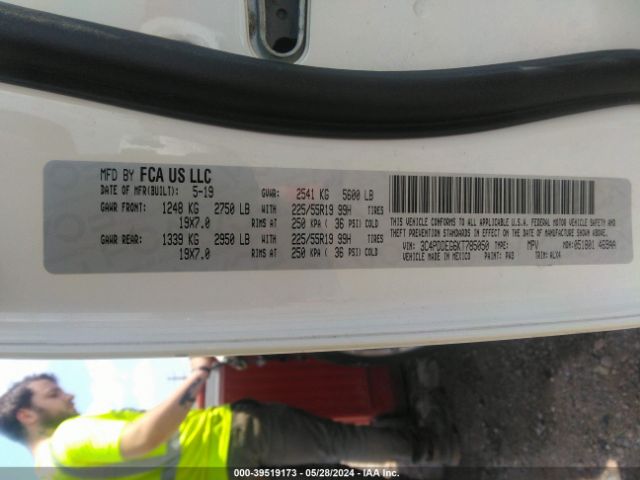 MFD BY FCA US LLC
DATE OF MFR(BUILT): 5-19 GVWR: 2541 KG 5600 LB
GAWR FRONT: 1248 KG 2750 LB WITH 225/55R19 99H TIRES
19X7.0 RIMS AT 250 KPA ( 36 PSI) COLD
GAWR REAR: 1339 KG 2950 LB WITH 225/55R19 99H TIRES
19X7.0 RIMS AT 250 KPA ( 36 PSI) COLD
THIS VEHICLE CONFORMS TO ALL APPLICABLE U.S.A. FEDERAL MOTOR VEHICLE SAFETY AND
THEFT PREVENTION STANDARDS IN EFFECT ON THE DATE OF MANUFACTURE SHOWN ABOVE.
VIN: 3C4PDDEG6KT785050 TYPE: MPV MDH:051801 469AA
VEHICLE MADE IN MEXICO PAINT: TRIM:
000-39519173 — 05/28/2024 — IAA Inc.